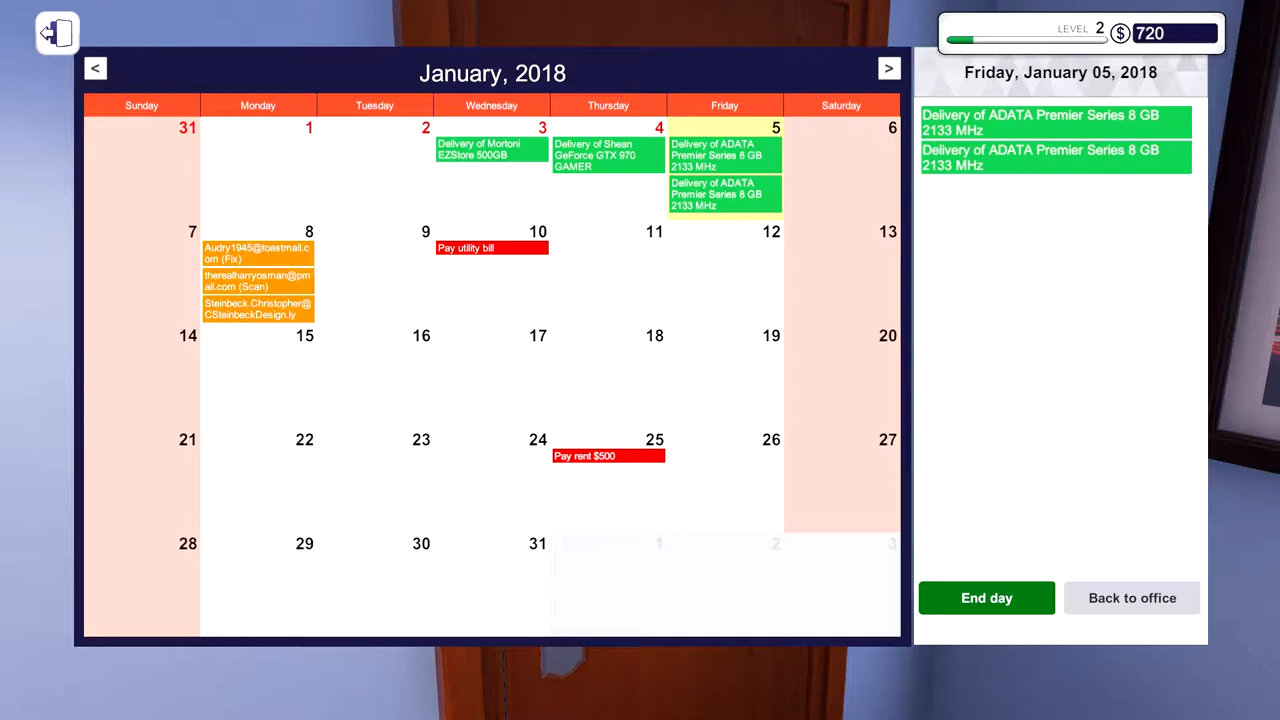 LEVEL 2
$ 720
<
January, 2018
>
Friday, January 05, 2018
Sunday Monday Tuesday Wednesday Thursday Friday Saturday
31 1 2 3 4 5 6
Delivery of Mortoni
EZStore 500GB
Delivery of Shean
GeForce GTX 970
GAMER
Delivery of ADATA
Premier Series 8 GB
2133 MHz
Delivery of ADATA
Premier Series 8 GB
2133 MHz
7 8 9 10 11 12 13
Audry1945@toastmail.c
om (Fix)
therealharryosman@pm
ail.com (Scan)
Steinbeck.Christopher@
CSteinbeckDesign.ly
Pay utility bill
14 15 16 17 18 19 20
21 22 23 24 25 26 27
Pay rent $500
28 29 30 31 1 2 3
Delivery of ADATA Premier Series 8 GB
2133 MHz
Delivery of ADATA Premier Series 8 GB
2133 MHz
End day
Back to office